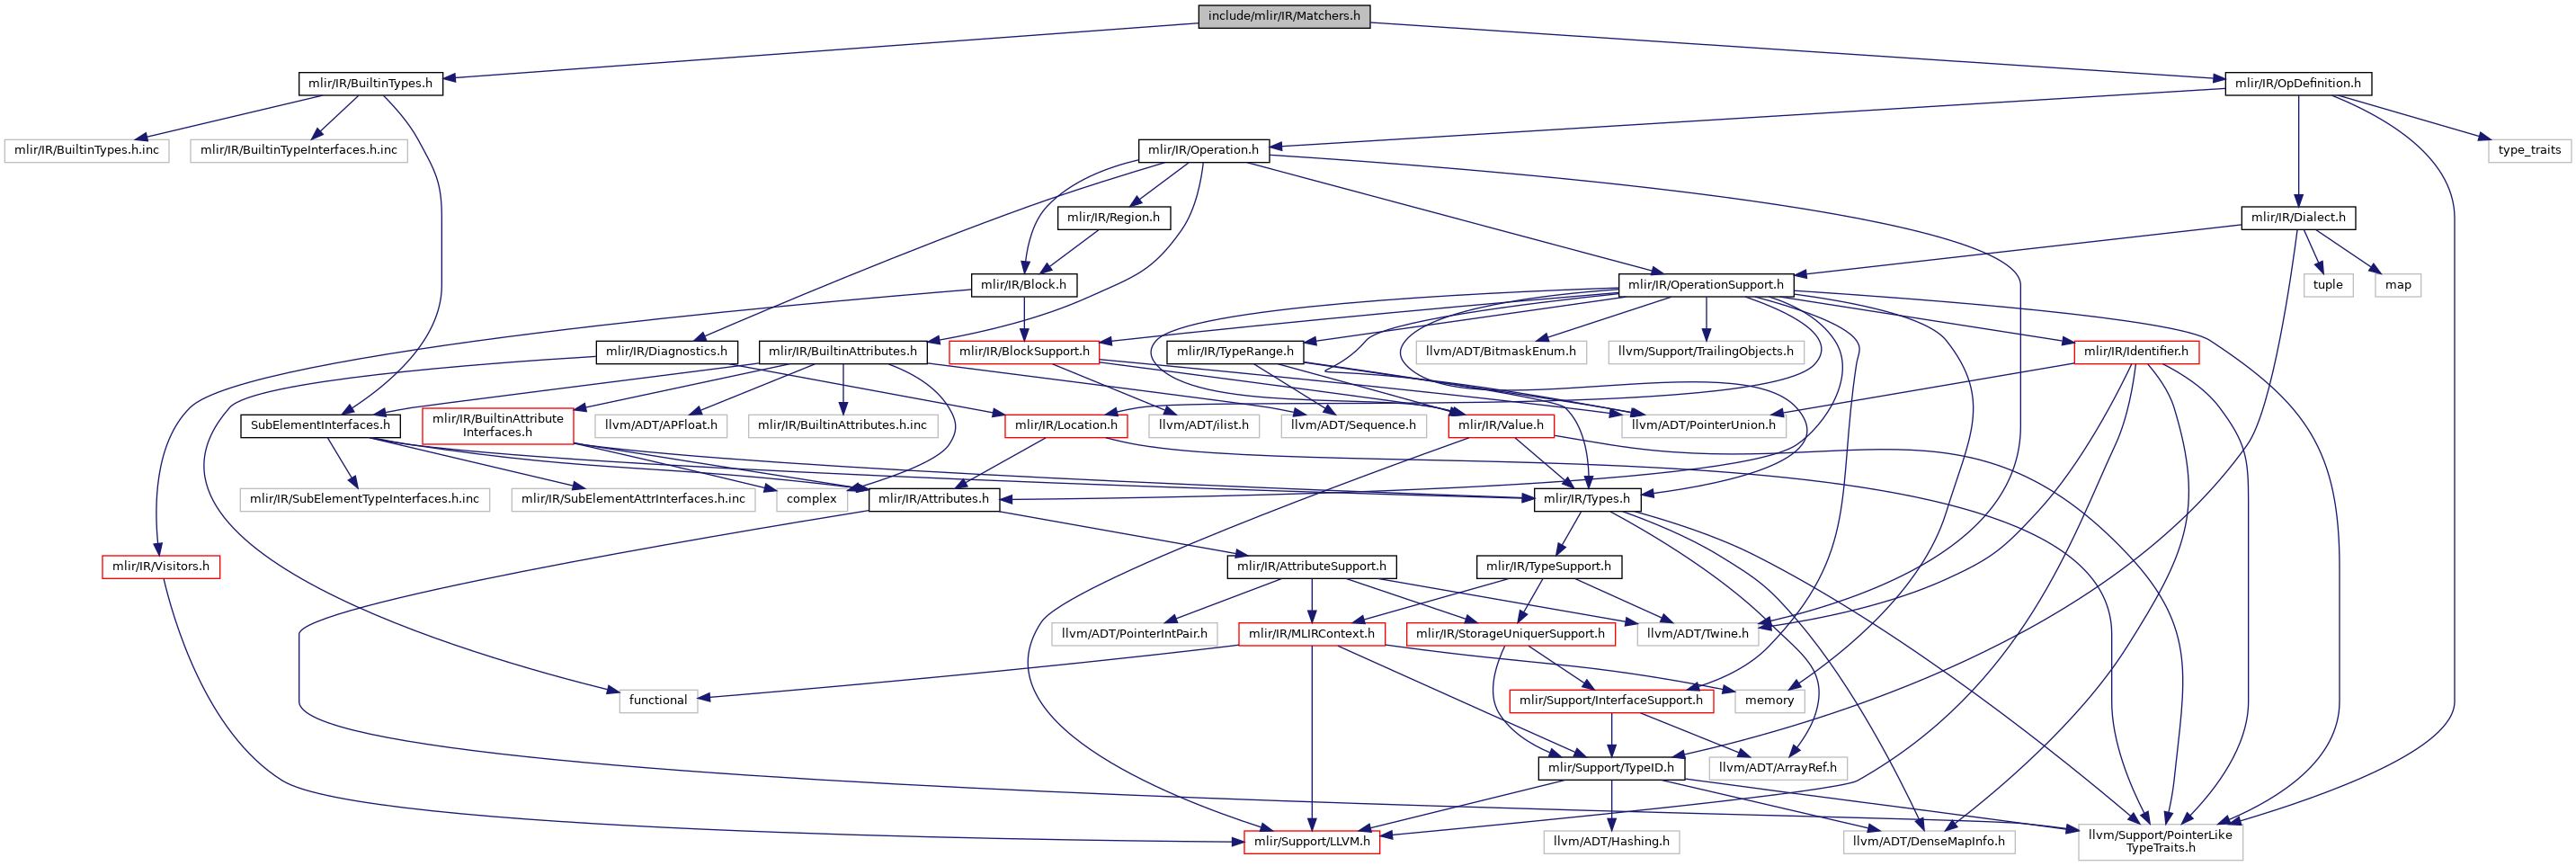 include/mlir/IR/Matchers.h
mlir/IR/BuiltinTypes.h
mlir/IR/OpDefinition.h
mlir/IR/BuiltinTypes.h.inc
mlir/IR/BuiltinTypeInterfaces.h.inc
mlir/IR/Operation.h
type_traits
mlir/IR/Region.h
mlir/IR/Dialect.h
mlir/IR/Block.h
mlir/IR/OperationSupport.h
tuple
map
mlir/IR/Diagnostics.h
mlir/IR/BuiltinAttributes.h
mlir/IR/BlockSupport.h
mlir/IR/TypeRange.h
llvm/ADT/BitmaskEnum.h
llvm/Support/TrailingObjects.h
mlir/IR/Identifier.h
SubElementInterfaces.h
mlir/IR/BuiltinAttribute
Interfaces.h
llvm/ADT/APFloat.h
mlir/IR/BuiltinAttributes.h.inc
mlir/IR/Location.h
llvm/ADT/ilist.h
llvm/ADT/Sequence.h
mlir/IR/Value.h
llvm/ADT/PointerUnion.h
mlir/IR/SubElementTypeInterfaces.h.inc
mlir/IR/SubElementAttrInterfaces.h.inc
complex
mlir/IR/Attributes.h
mlir/IR/Types.h
mlir/IR/Visitors.h
mlir/IR/AttributeSupport.h
mlir/IR/TypeSupport.h
llvm/ADT/PointerIntPair.h
mlir/IR/MLIRContext.h
mlir/IR/StorageUniquerSupport.h
llvm/ADT/Twine.h
functional
mlir/Support/InterfaceSupport.h
memory
mlir/Support/TypeID.h
llvm/ADT/ArrayRef.h
mlir/Support/LLVM.h
llvm/ADT/Hashing.h
llvm/ADT/DenseMapInfo.h
llvm/Support/PointerLike
TypeTraits.h